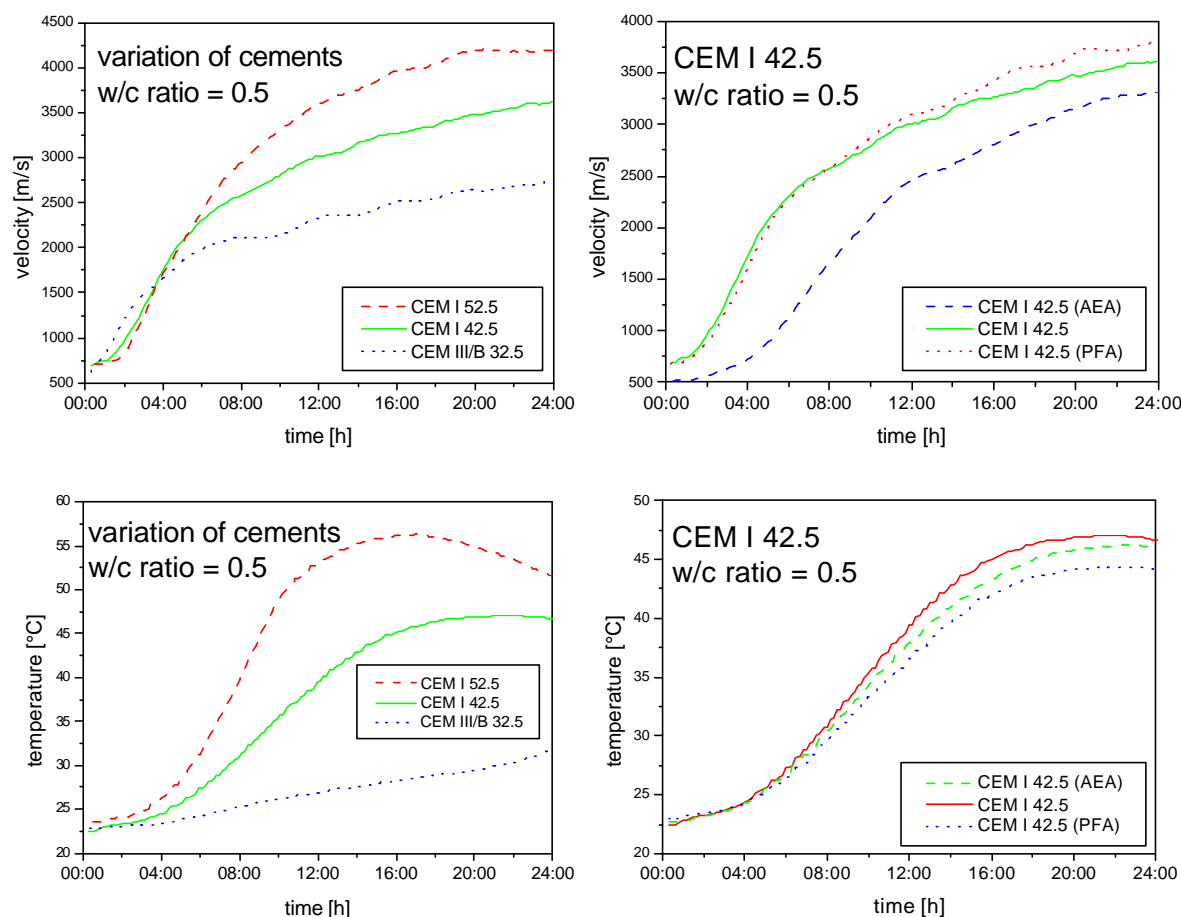 variation of cements
w/c ratio = 0.5
velocity [m/s]
4500
4000
3500
3000
2500
2000
1500
1000
500
CEM I 52.5
CEM I 42.5
CEM III/B 32.5
00:00 04:00 08:00 12:00 16:00 20:00 24:00
time [h]
CEM I 42.5
w/c ratio = 0.5
velocity [m/s]
4000
3500
3000
2500
2000
1500
1000
500
CEM I 42.5 (AEA)
CEM I 42.5
CEM I 42.5 (PFA)
00:00 04:00 08:00 12:00 16:00 20:00 24:00
time [h]
variation of cements
w/c ratio = 0.5
temperature [°C]
60
55
50
45
40
35
30
25
20
CEM I 52.5
CEM I 42.5
CEM III/B 32.5
00:00 04:00 08:00 12:00 16:00 20:00 24:00
time [h]
CEM I 42.5
w/c ratio = 0.5
temperature [°C]
50
45
40
35
30
25
20
CEM I 42.5 (AEA)
CEM I 42.5
CEM I 42.5 (PFA)
00:00 04:00 08:00 12:00 16:00 20:00 24:00
time [h]